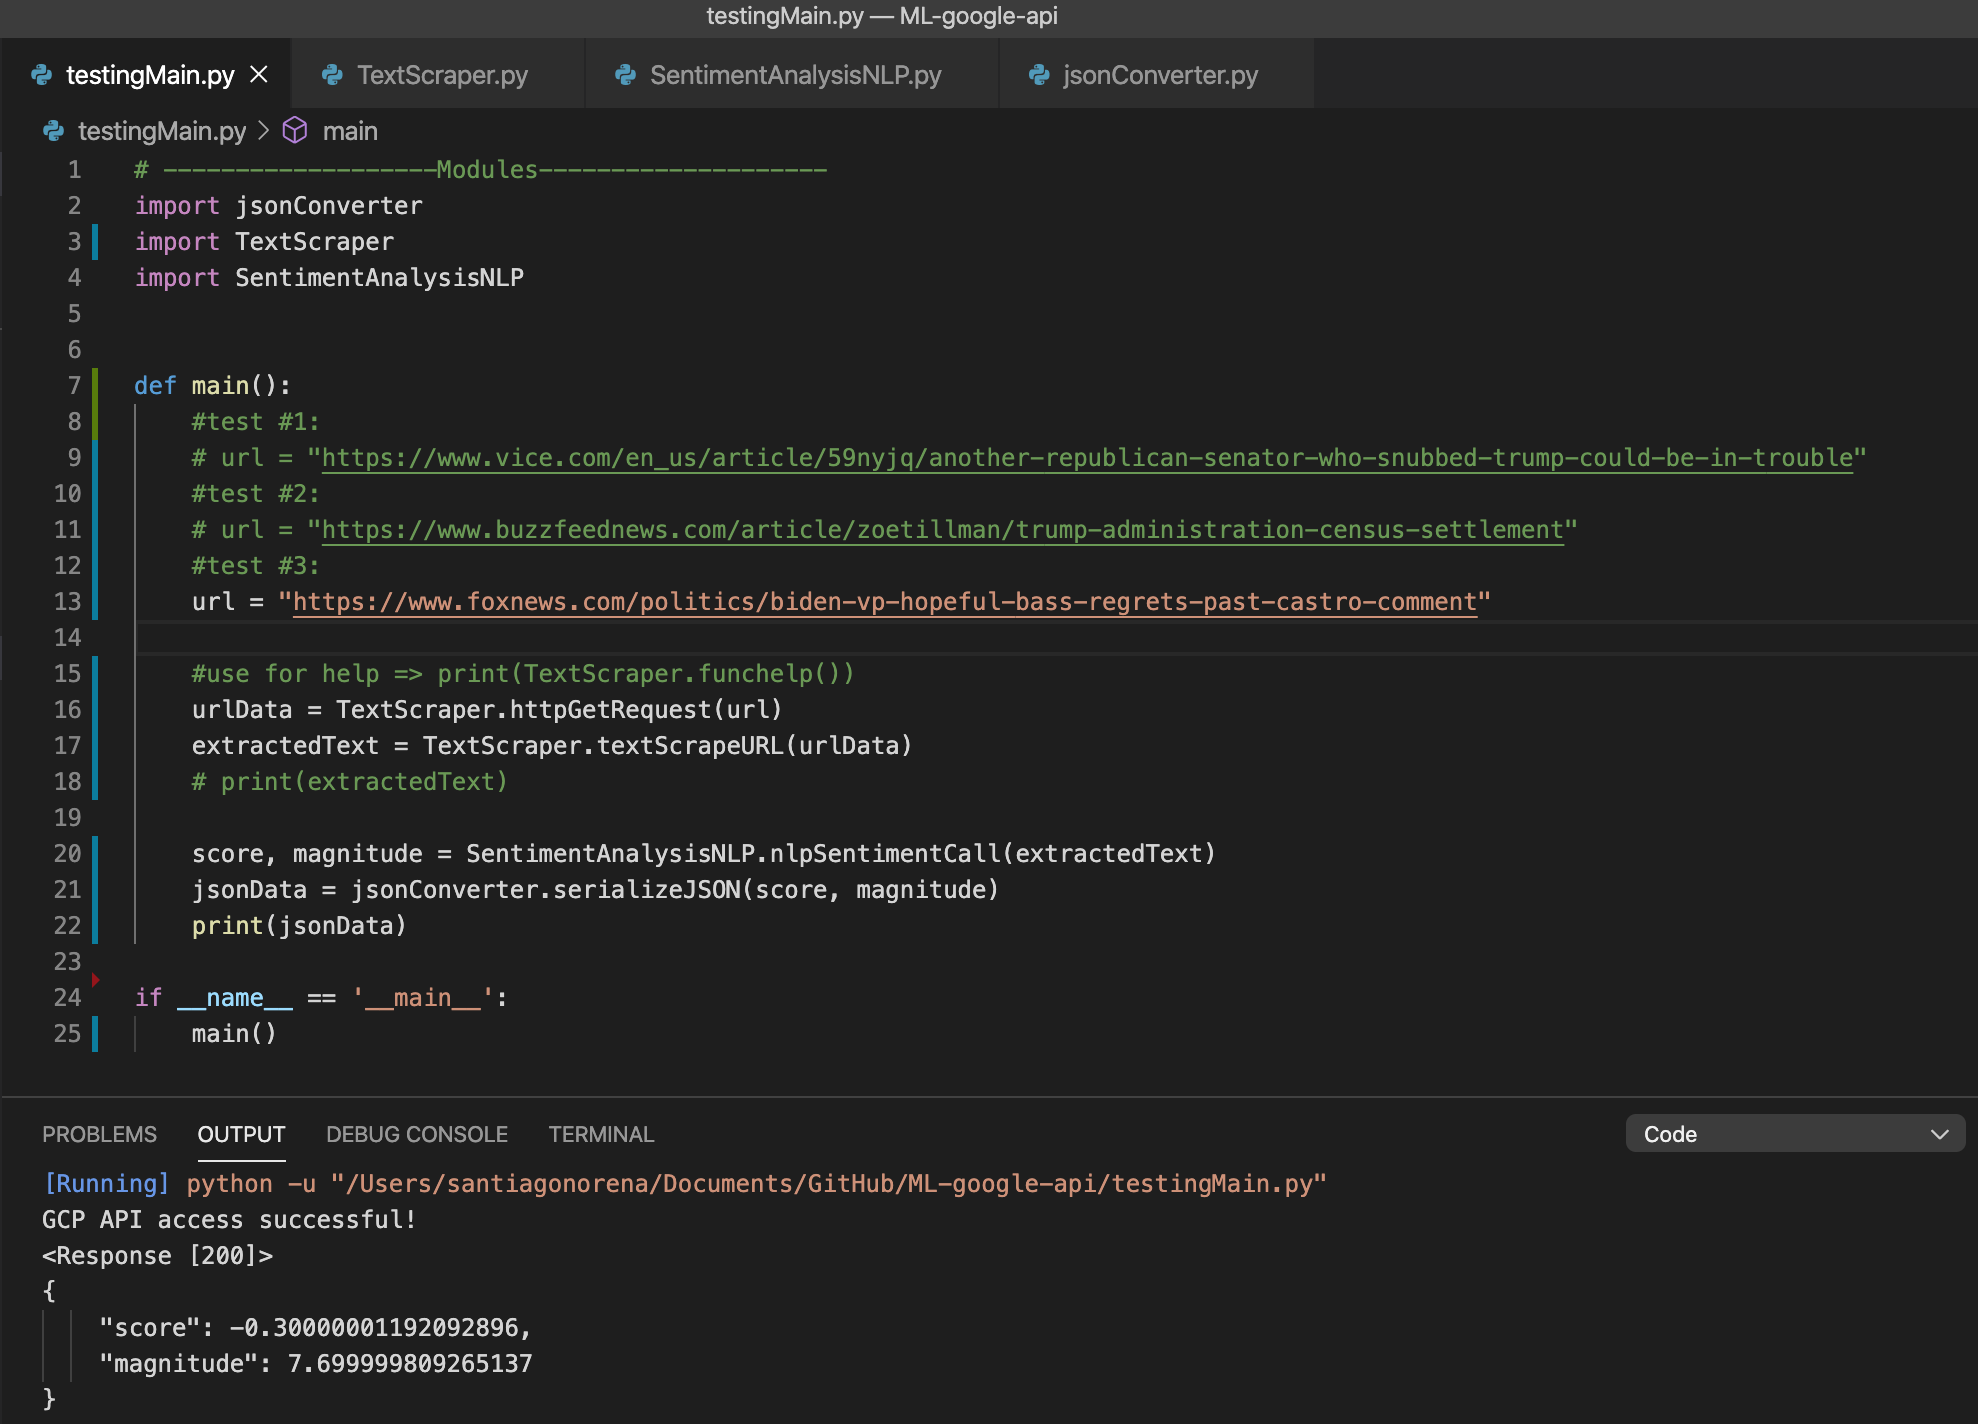 testingMain.py — ML-google-api
testingMain.py TextScraper.py SentimentAnalysisNLP.py jsonConverter.py
testingMain.py > main
1 # -------------------Modules--------------------
2 import jsonConverter
3 import TextScraper
4 import SentimentAnalysisNLP
5
6
7 def main():
8     #test #1:
9     # url = "https://www.vice.com/en_us/article/59nyjq/another-republican-senator-who-snubbed-trump-could-be-in-trouble"
10     #test #2:
11     # url = "https://www.buzzfeednews.com/article/zoetillman/trump-administration-census-settlement"
12     #test #3:
13     url = "https://www.foxnews.com/politics/biden-vp-hopeful-bass-regrets-past-castro-comment"
14
15     #use for help => print(TextScraper.funchelp())
16     urlData = TextScraper.httpGetRequest(url)
17     extractedText = TextScraper.textScrapeURL(urlData)
18     # print(extractedText)
19
20     score, magnitude = SentimentAnalysisNLP.nlpSentimentCall(extractedText)
21     jsonData = jsonConverter.serializeJSON(score, magnitude)
22     print(jsonData)
23
24 if __name__ == '__main__':
25     main()
PROBLEMS OUTPUT DEBUG CONSOLE TERMINAL Code
[Running] python -u "/Users/santiagonorena/Documents/GitHub/ML-google-api/testingMain.py"
GCP API access successful!
<Response [200]>
{
    "score": -0.30000001192092896,
    "magnitude": 7.699999809265137
}